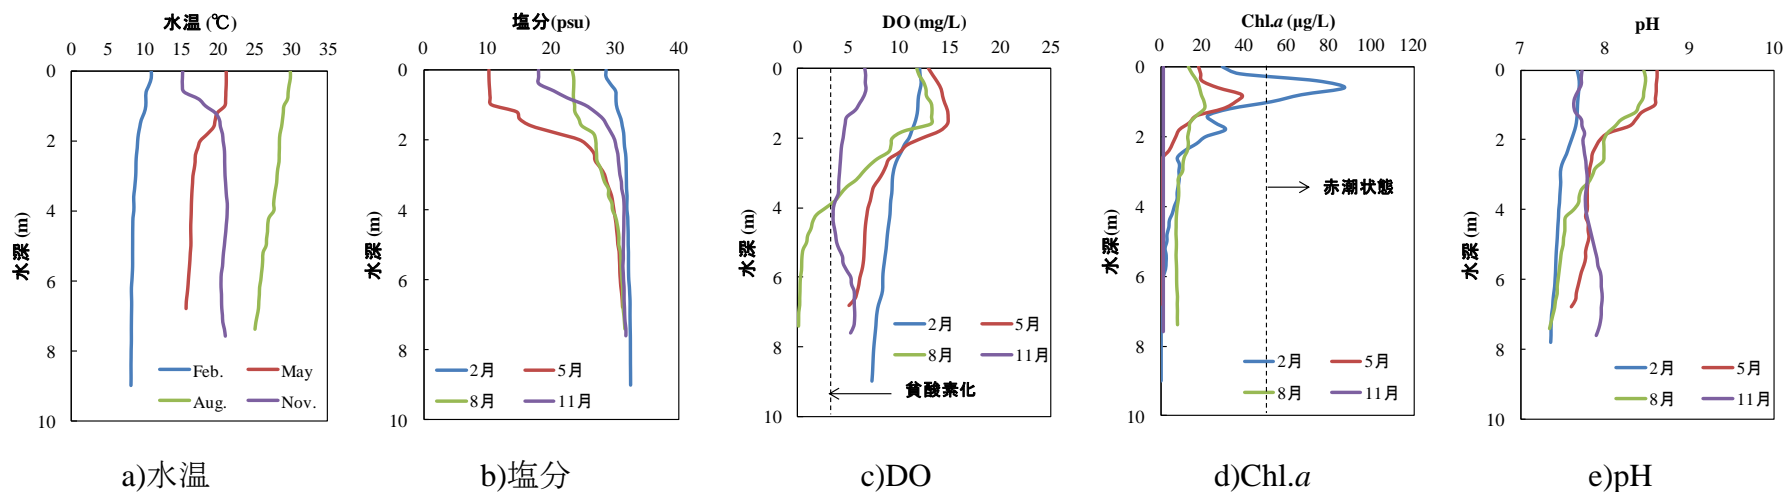 水温 (℃)
0 5 10 15 20 25 30 35
0
2
4
6
8
10
水深 (m)
Feb. May
Aug. Nov.
a)水温
塩分(psu)
0 10 20 30 40
0
2
4
6
8
10
水深 (m)
2月 5月
8月 11月
b)塩分
DO (mg/L)
0 5 10 15 20 25
0
2
4
6
8
10
水深 (m)
2月 5月
8月 11月
貧酸素化
c)DO
Chl.a (μg/L)
0 20 40 60 80 100 120
0
2
4
6
8
10
水深(m)
赤潮状態
2月 5月
8月 11月
d)Chl.a
pH
7 8 9 10
0
2
4
6
8
10
水深 (m)
2月 5月
8月 11月
e)pH